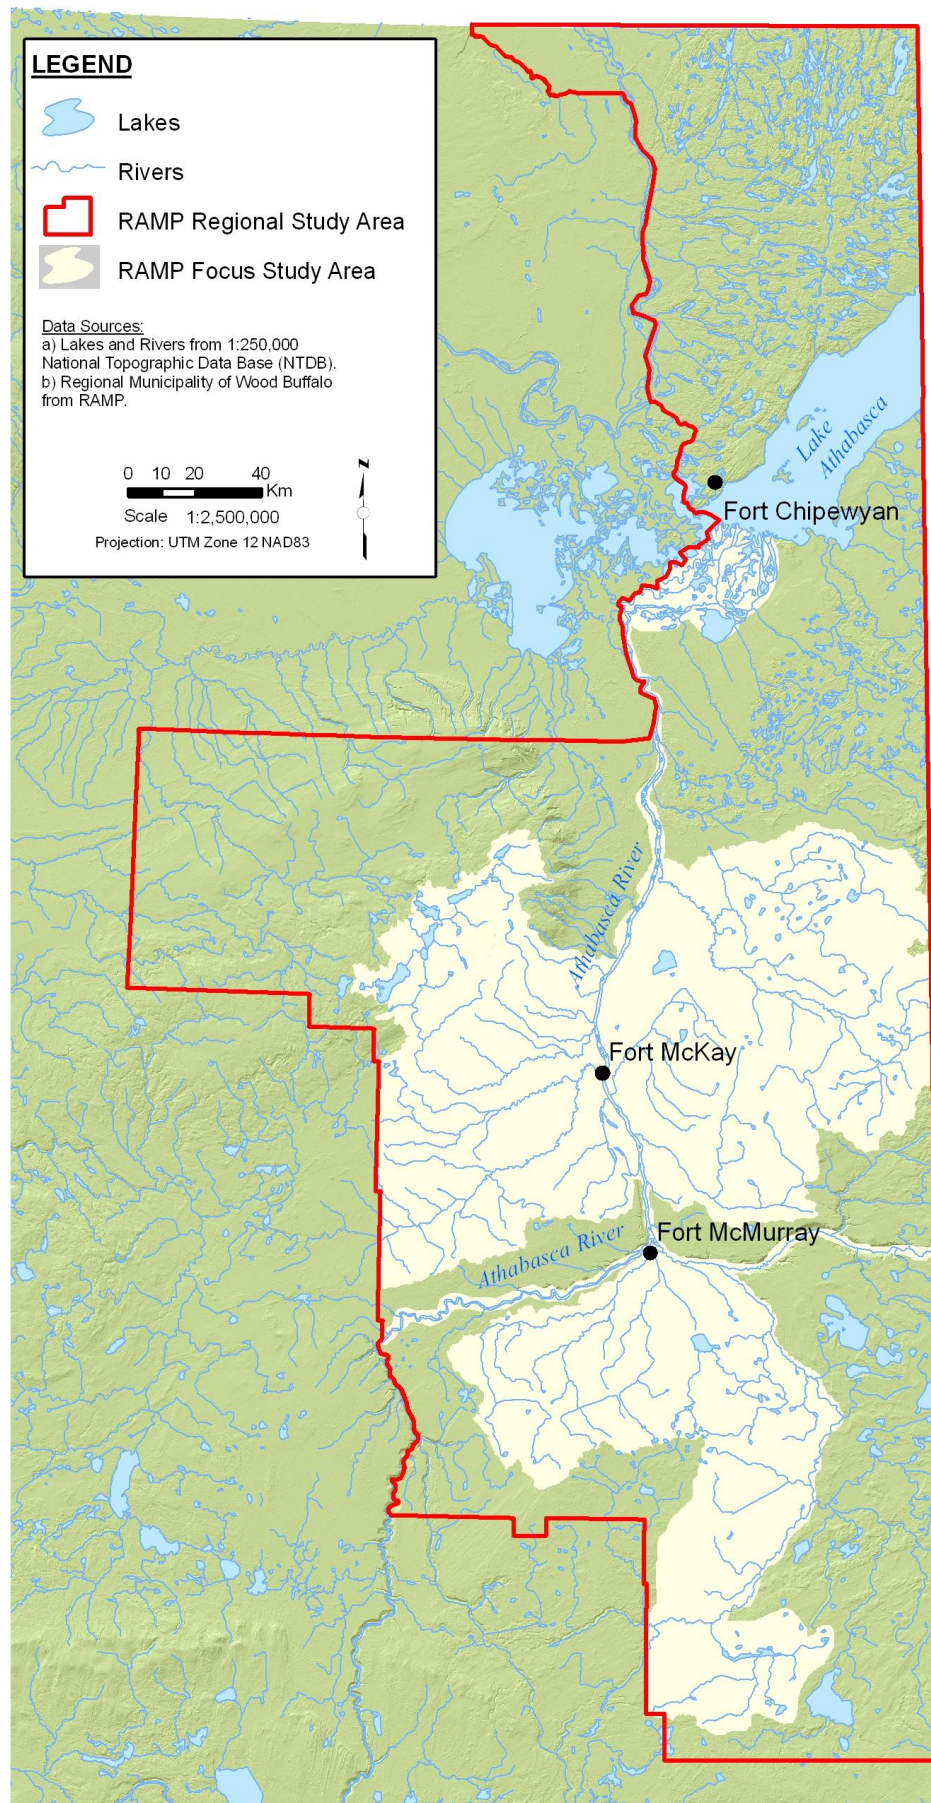 LEGEND
Lakes
Rivers
RAMP Regional Study Area
RAMP Focus Study Area
Data Sources:
a) Lakes and Rivers from 1:250,000
National Topographic Data Base (NTDB).
b) Regional Municipality of Wood Buffalo
from RAMP.
0 10 20 40
Km
Scale 1:2,500,000
Projection: UTM Zone 12 NAD83
N
Lake
Athabasca
Fort Chipewyan
Athabasca River
Fort McKay
Fort McMurray
Athabasca River